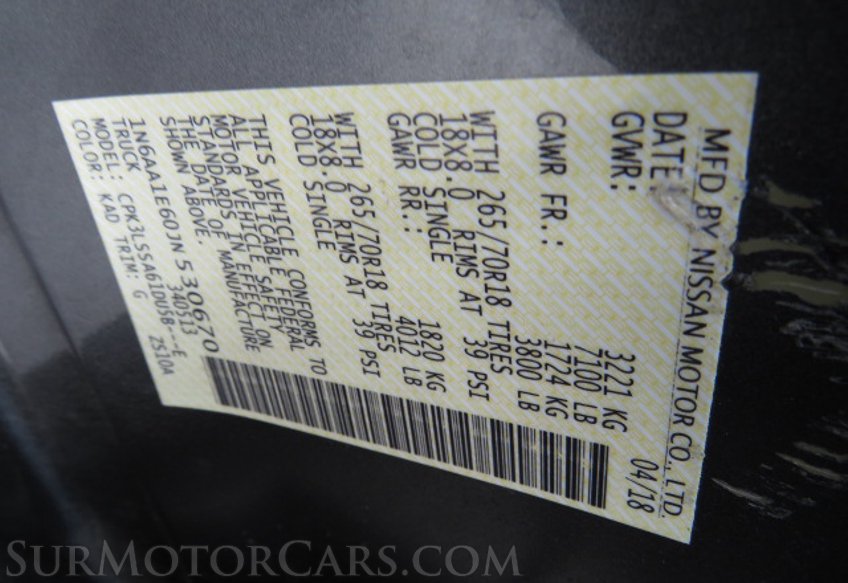 MFD BY NISSAN MOTOR CO., LTD.
DATE: 04/18
GVWR: 3221 KG
7100 LB
GAWR FR.: 1724 KG
3800 LB
WITH 265/70R18 TIRES
18X8.0 RIMS AT 39 PSI
COLD SINGLE
GAWR RR.: 1820 KG
4012 LB
WITH 265/70R18 TIRES
18X8.0 RIMS AT 39 PSI
COLD SINGLE
THIS VEHICLE CONFORMS TO
ALL APPLICABLE FEDERAL
MOTOR VEHICLE SAFETY
STANDARDS IN EFFECT ON
THE DATE OF MANUFACTURE
SHOWN ABOVE.
1N6AA1E60JN530670
TRUCK 340513
MODEL: CPK3LSSA61DUSB---E
COLOR: KAD TRIM: G 2510A
SurMotorCars.com